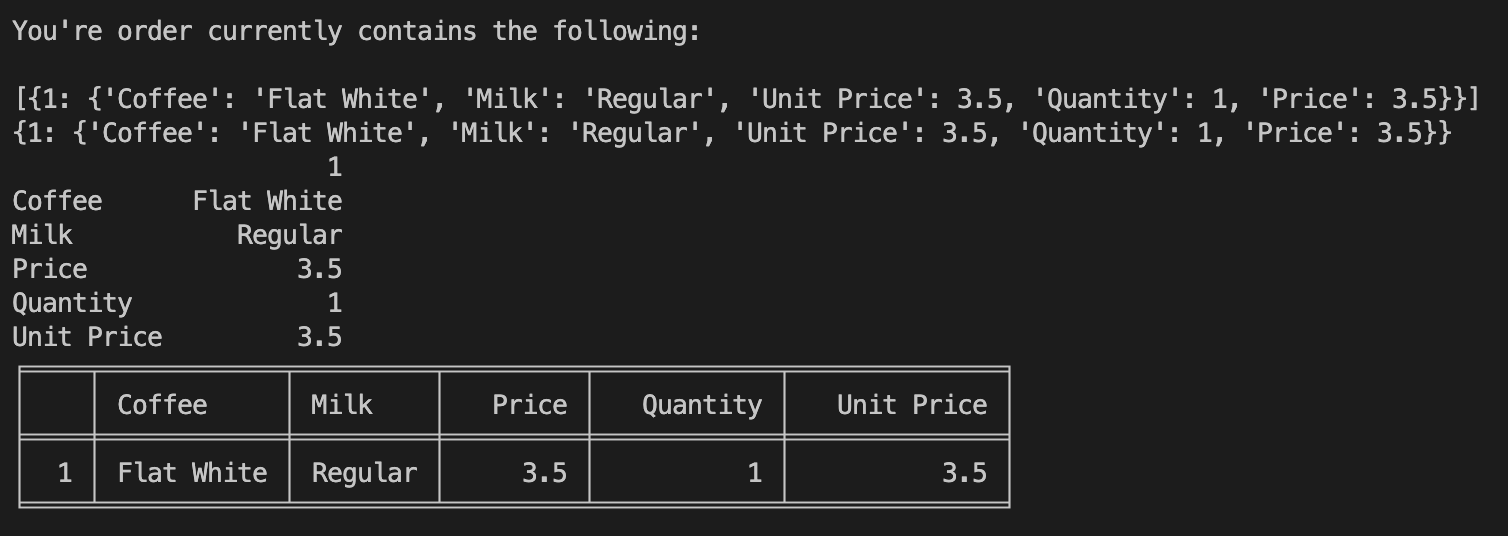 You're order currently contains the following:
[{1: {'Coffee': 'Flat White', 'Milk': 'Regular', 'Unit Price': 3.5, 'Quantity': 1, 'Price': 3.5}}]
{1: {'Coffee': 'Flat White', 'Milk': 'Regular', 'Unit Price': 3.5, 'Quantity': 1, 'Price': 3.5}}
1
Coffee Flat White
Milk Regular
Price 3.5
Quantity 1
Unit Price 3.5
Coffee Milk Price Quantity Unit Price
1 Flat White Regular 3.5 1 3.5